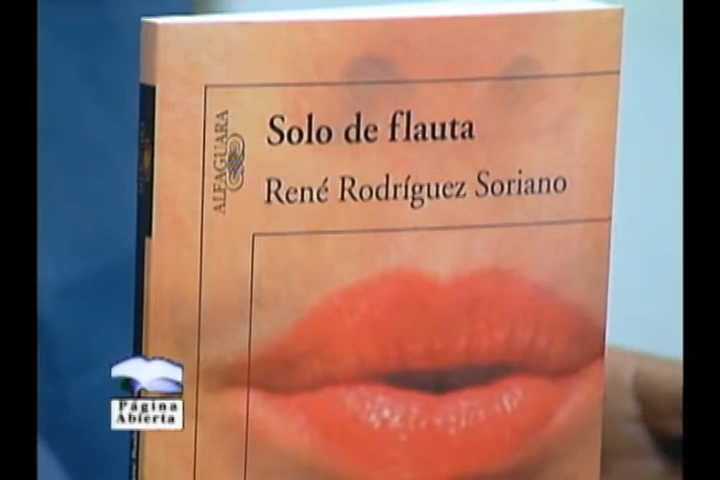 Solo de flauta
René Rodríguez Soriano
ALFAGUARA
Página
Abierta